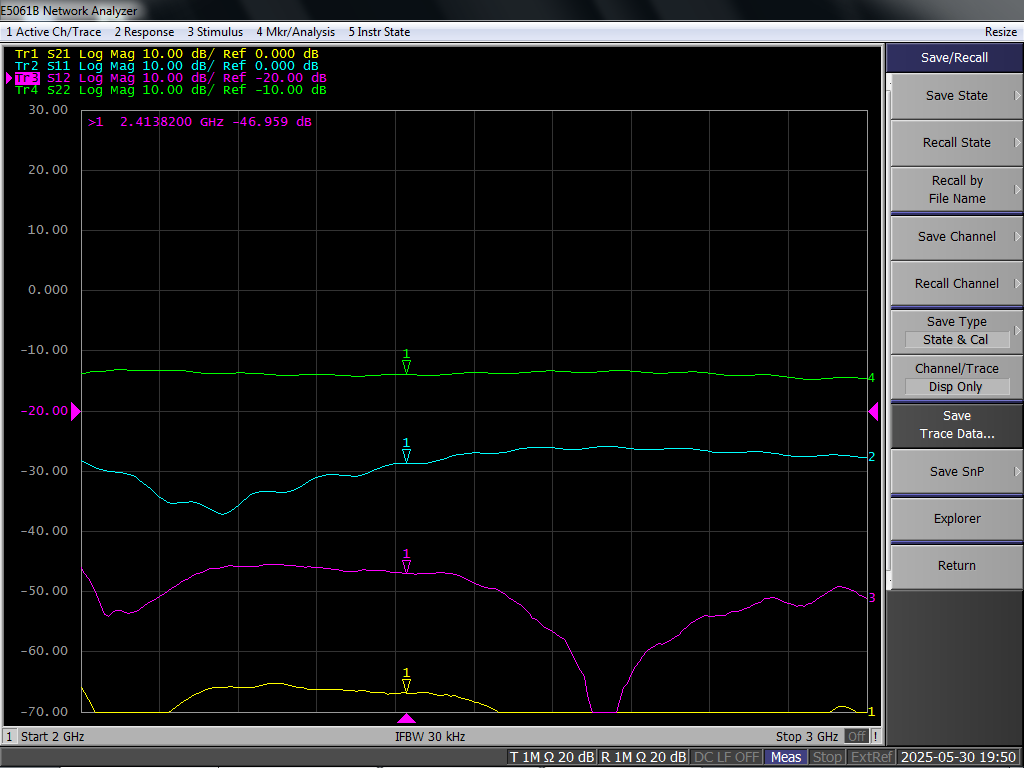 E5061B Network Analyzer
1 Active Ch/Trace 2 Response 3 Stimulus 4 Mkr/Analysis 5 Instr State Resize
Tr1 S21 Log Mag 10.00 dB/ Ref 0.000 dB
Tr2 S11 Log Mag 10.00 dB/ Ref 0.000 dB
Tr3 S12 Log Mag 10.00 dB/ Ref -20.00 dB
Tr4 S22 Log Mag 10.00 dB/ Ref -10.00 dB
30.00
>1 2.4138200 GHz -46.959 dB
20.00
10.00
0.000
-10.00
-20.00
-30.00
-40.00
-50.00
-60.00
-70.00
1
4
1
2
1
3
1
1
1 Start 2 GHz IFBW 30 kHz Stop 3 GHz Off !
T 1M Ω 20 dB R 1M Ω 20 dB DC LF OFF Meas Stop ExtRef 2025-05-30 19:50
Save/Recall
Save State
Recall State
Recall by
File Name
Save Channel
Recall Channel
Save Type
State & Cal
Channel/Trace
Disp Only
Save
Trace Data...
Save SnP
Explorer
Return